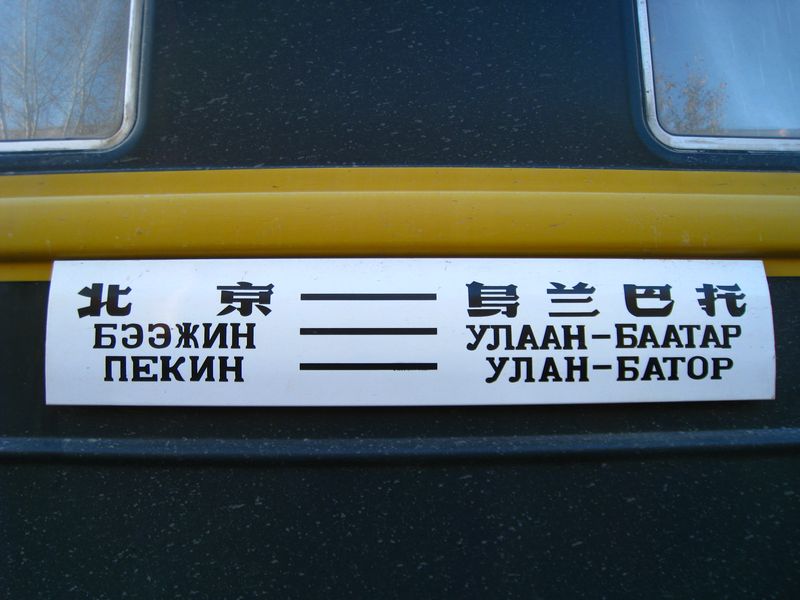 北京 — 乌兰巴托
БЭЭЖИН — УЛААН-БААТАР
ПЕКИН — УЛАН-БАТОР